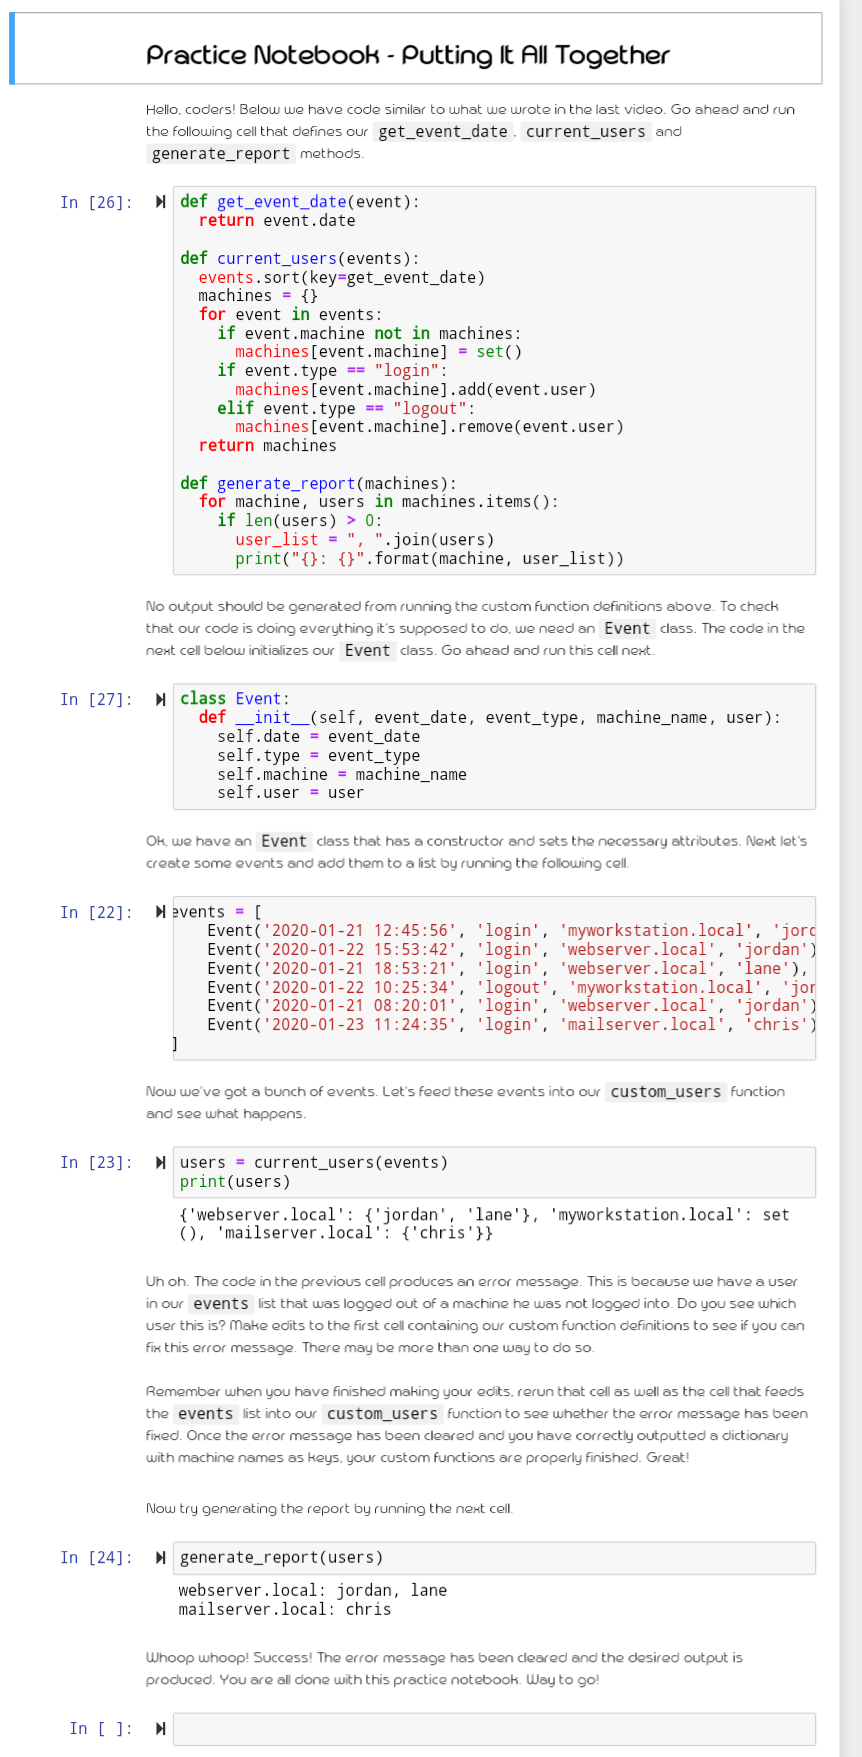 Practice Notebook - Putting It All Together
Hello, coders! Below we have code similar to what we wrote in the last video. Go ahead and run
the following cell that defines our get_event_date , current_users and
generate_report methods.
In [26]:
def get_event_date(event):
  return event.date

def current_users(events):
  events.sort(key=get_event_date)
  machines = {}
  for event in events:
    if event.machine not in machines:
      machines[event.machine] = set()
    if event.type == "login":
      machines[event.machine].add(event.user)
    elif event.type == "logout":
      machines[event.machine].remove(event.user)
  return machines

def generate_report(machines):
  for machine, users in machines.items():
    if len(users) > 0:
      user_list = ", ".join(users)
      print("{}: {}".format(machine, user_list))
No output should be generated from running the custom function definitions above. To check
that our code is doing everything it's supposed to do, we need an Event class. The code in the
next cell below initializes our Event class. Go ahead and run this cell next.
In [27]:
class Event:
  def __init__(self, event_date, event_type, machine_name, user):
    self.date = event_date
    self.type = event_type
    self.machine = machine_name
    self.user = user
Ok, we have an Event class that has a constructor and sets the necessary attributes. Next let's
create some events and add them to a list by running the following cell.
In [22]:
events = [
    Event('2020-01-21 12:45:56', 'login', 'myworkstation.local', 'jord
    Event('2020-01-22 15:53:42', 'login', 'webserver.local', 'jordan')
    Event('2020-01-21 18:53:21', 'login', 'webserver.local', 'lane'),
    Event('2020-01-22 10:25:34', 'logout', 'myworkstation.local', 'jor
    Event('2020-01-21 08:20:01', 'login', 'webserver.local', 'jordan')
    Event('2020-01-23 11:24:35', 'login', 'mailserver.local', 'chris')
]
Now we've got a bunch of events. Let's feed these events into our custom_users function
and see what happens.
In [23]:
users = current_users(events)
print(users)
{'webserver.local': {'jordan', 'lane'}, 'myworkstation.local': set
(), 'mailserver.local': {'chris'}}
Uh oh. The code in the previous cell produces an error message. This is because we have a user
in our events list that was logged out of a machine he was not logged into. Do you see which
user this is? Make edits to the first cell containing our custom function definitions to see if you can
fix this error message. There may be more than one way to do so.
Remember when you have finished making your edits, rerun that cell as well as the cell that feeds
the events list into our custom_users function to see whether the error message has been
fixed. Once the error message has been cleared and you have correctly outputted a dictionary
with machine names as keys, your custom functions are properly finished. Great!
Now try generating the report by running the next cell.
In [24]:
generate_report(users)
webserver.local: jordan, lane
mailserver.local: chris
Whoop whoop! Success! The error message has been cleared and the desired output is
produced. You are all done with this practice notebook. Way to go!
In [ ]: